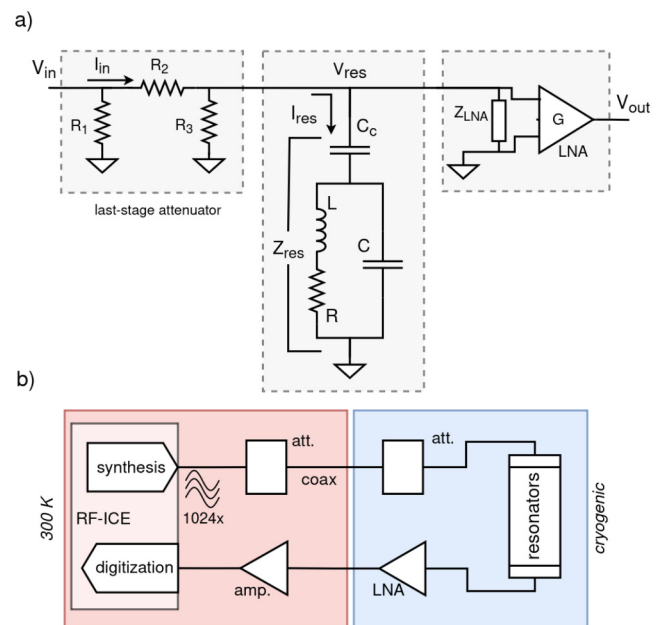 a)
V_in
I_in
R_2
R_1
R_3
last-stage attenuator
V_res
I_res
C_c
Z_res
L
C
R
Z_LNA
G
LNA
V_out
b)
300 K
RF-ICE
synthesis
1024x
att.
coax
att.
resonators
cryogenic
digitization
amp.
LNA